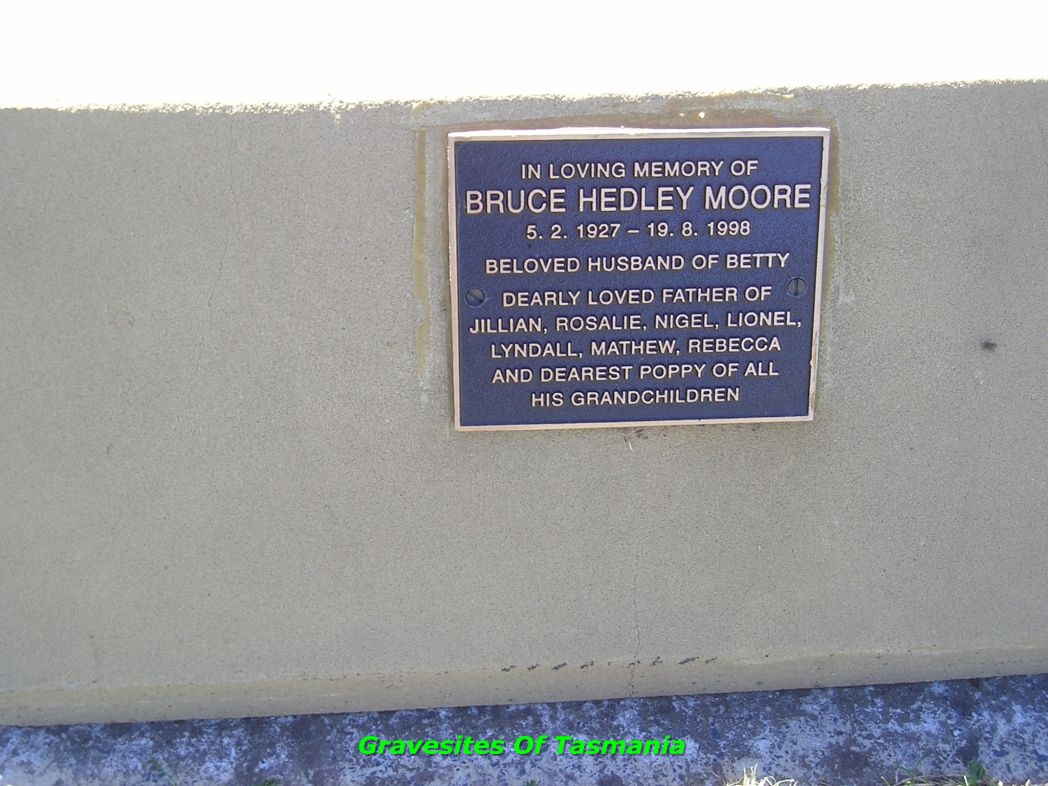 IN LOVING MEMORY OF
BRUCE HEDLEY MOORE
5. 2. 1927 – 19. 8. 1998
BELOVED HUSBAND OF BETTY
DEARLY LOVED FATHER OF
JILLIAN, ROSALIE, NIGEL, LIONEL,
LYNDALL, MATHEW, REBECCA
AND DEAREST POPPY OF ALL
HIS GRANDCHILDREN
Gravesites Of Tasmania